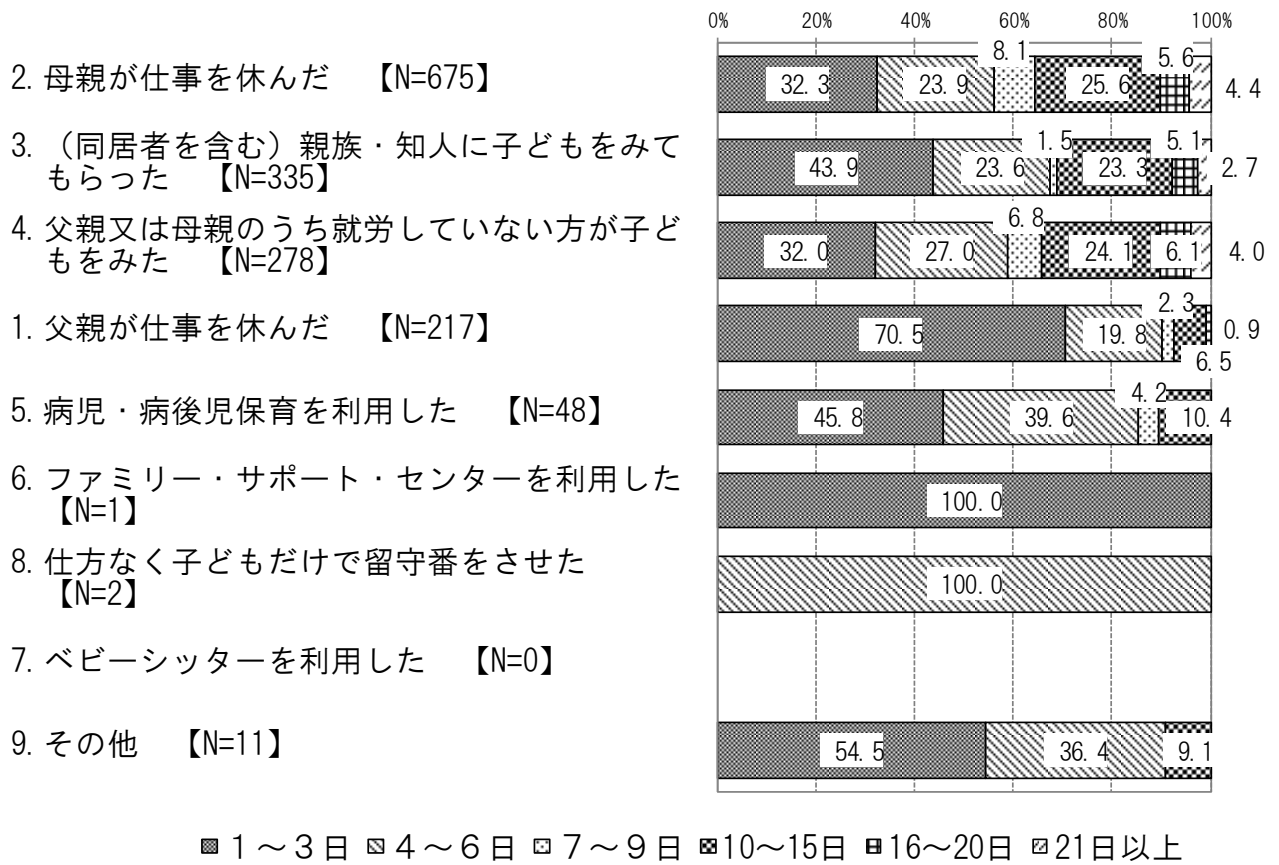 0% 20% 40% 60% 80% 100%
2. 母親が仕事を休んだ 【N=675】
32.3 23.9 8.1 25.6 5.6 4.4
3. （同居者を含む）親族・知人に子どもをみて
もらった 【N=335】
43.9 23.6 1.5 23.3 5.1 2.7
4. 父親又は母親のうち就労していない方が子ど
もをみた 【N=278】
32.0 27.0 6.8 24.1 6.1 4.0
1. 父親が仕事を休んだ 【N=217】
70.5 19.8 2.3 6.5 0.9
5. 病児・病後児保育を利用した 【N=48】
45.8 39.6 4.2 10.4
6. ファミリー・サポート・センターを利用した
【N=1】
100.0
8. 仕方なく子どもだけで留守番をさせた
【N=2】
100.0
7. ベビーシッターを利用した 【N=0】
9. その他 【N=11】
54.5 36.4 9.1
１～３日 ４～６日 ７～９日 10～15日 16～20日 21日以上